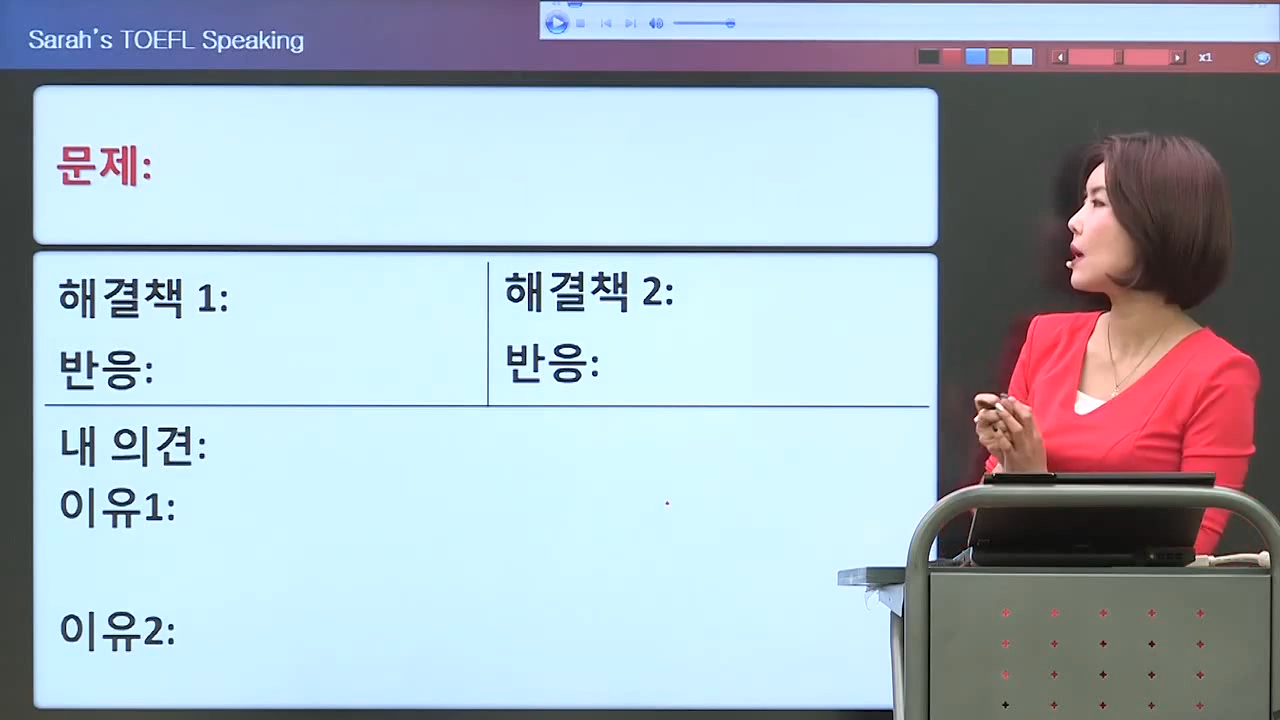 Sarah's TOEFL Speaking
x1
문제:
해결책 1:
반응:
해결책 2:
반응:
내 의견:
이유1:
이유2: